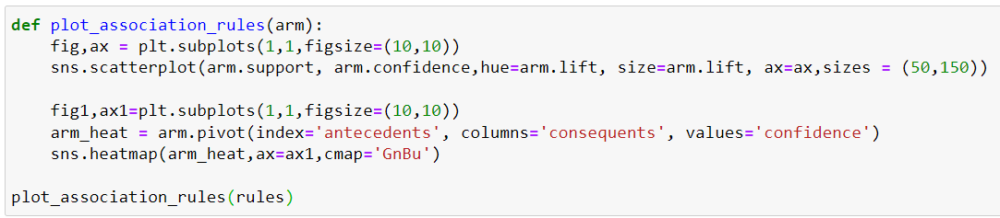 def plot_association_rules(arm):
    fig,ax = plt.subplots(1,1,figsize=(10,10))
    sns.scatterplot(arm.support, arm.confidence,hue=arm.lift, size=arm.lift, ax=ax,sizes = (50,150))

    fig1,ax1=plt.subplots(1,1,figsize=(10,10))
    arm_heat = arm.pivot(index='antecedents', columns='consequents', values='confidence')
    sns.heatmap(arm_heat,ax=ax1,cmap='GnBu')

plot_association_rules(rules)